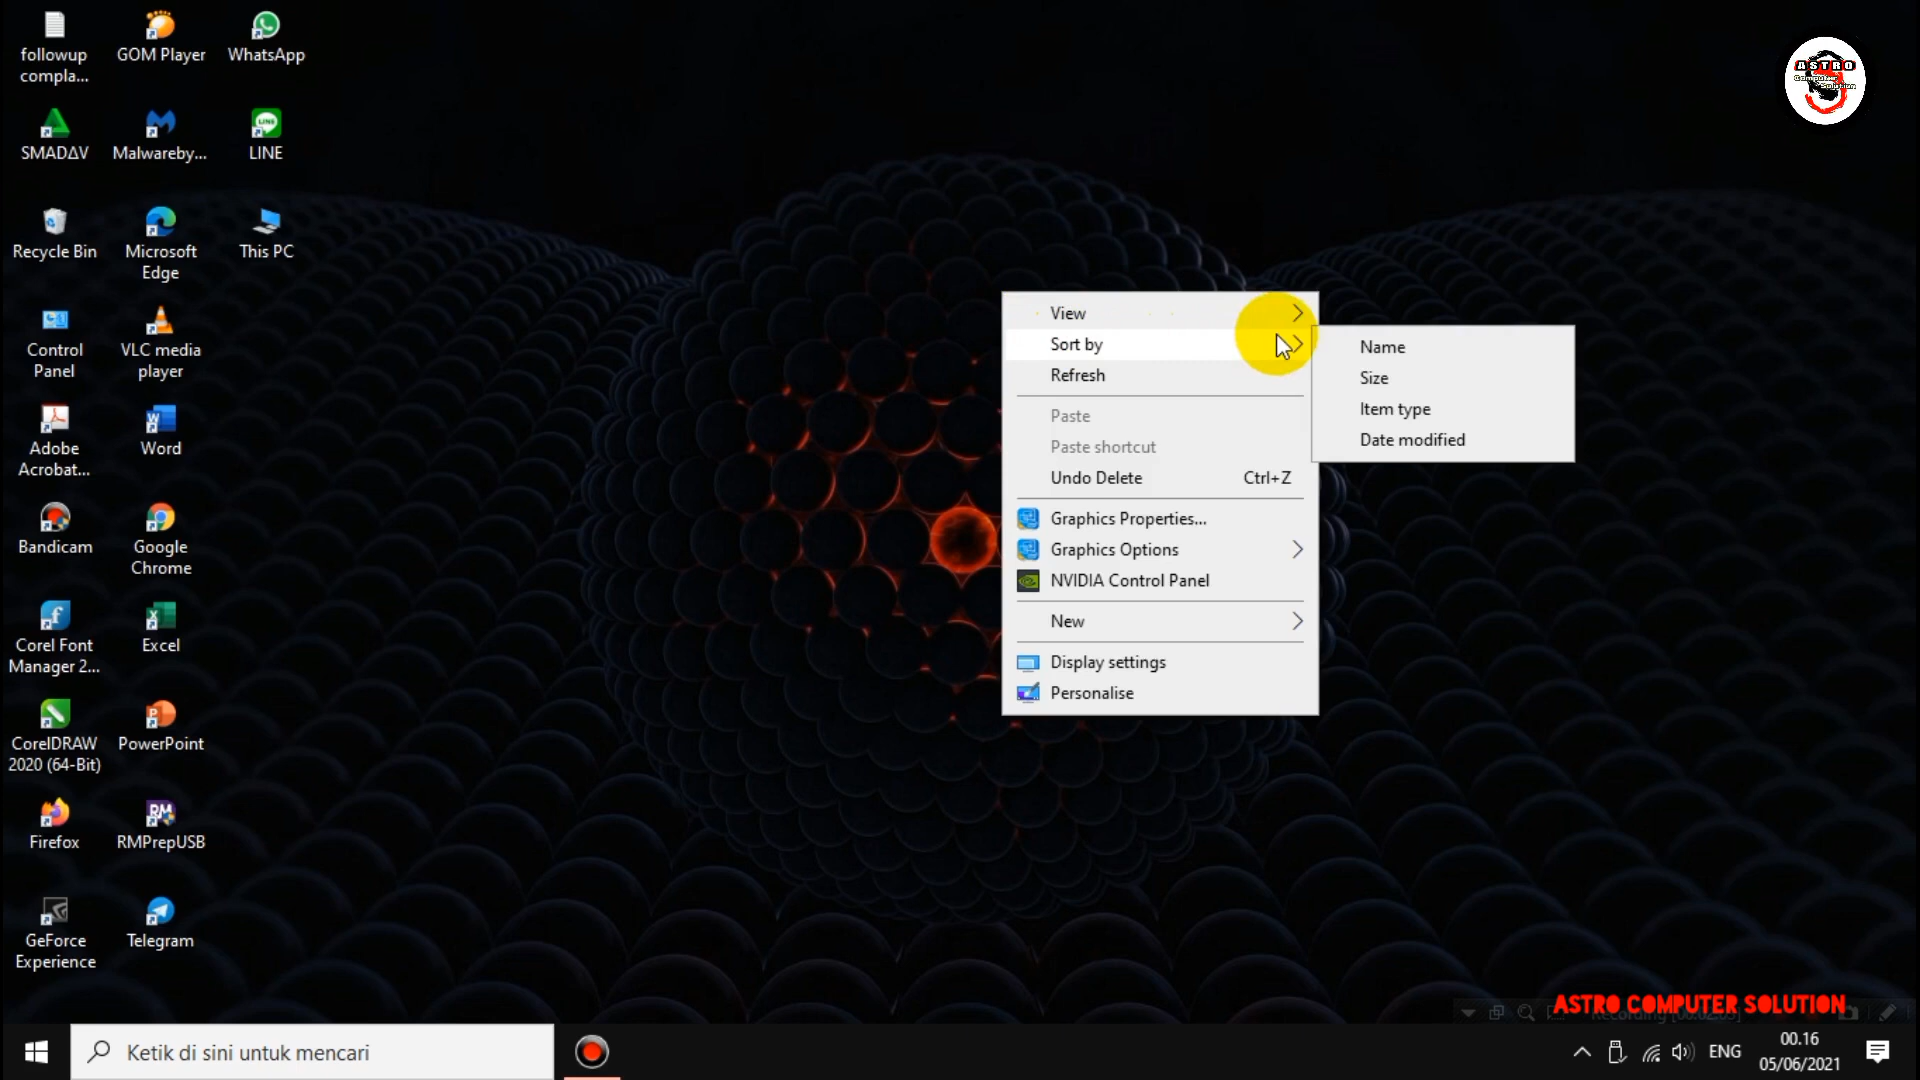 followup
compla...
GOM Player
WhatsApp
SMADΔV
Malwareby...
LINE
Recycle Bin
Microsoft
Edge
This PC
Control
Panel
VLC media
player
Adobe
Acrobat...
Word
Bandicam
Google
Chrome
Corel Font
Manager 2...
Excel
CorelDRAW
2020 (64-Bit)
PowerPoint
Firefox
RMPrepUSB
GeForce
Experience
Telegram
ASTRO
Computer
Solution
View
Sort by
Refresh
Paste
Paste shortcut
Undo Delete Ctrl+Z
Graphics Properties...
Graphics Options
NVIDIA Control Panel
New
Display settings
Personalise
Name
Size
Item type
Date modified
ASTRO COMPUTER SOLUTION
Ketik di sini untuk mencari
ENG
00.16
05/06/2021